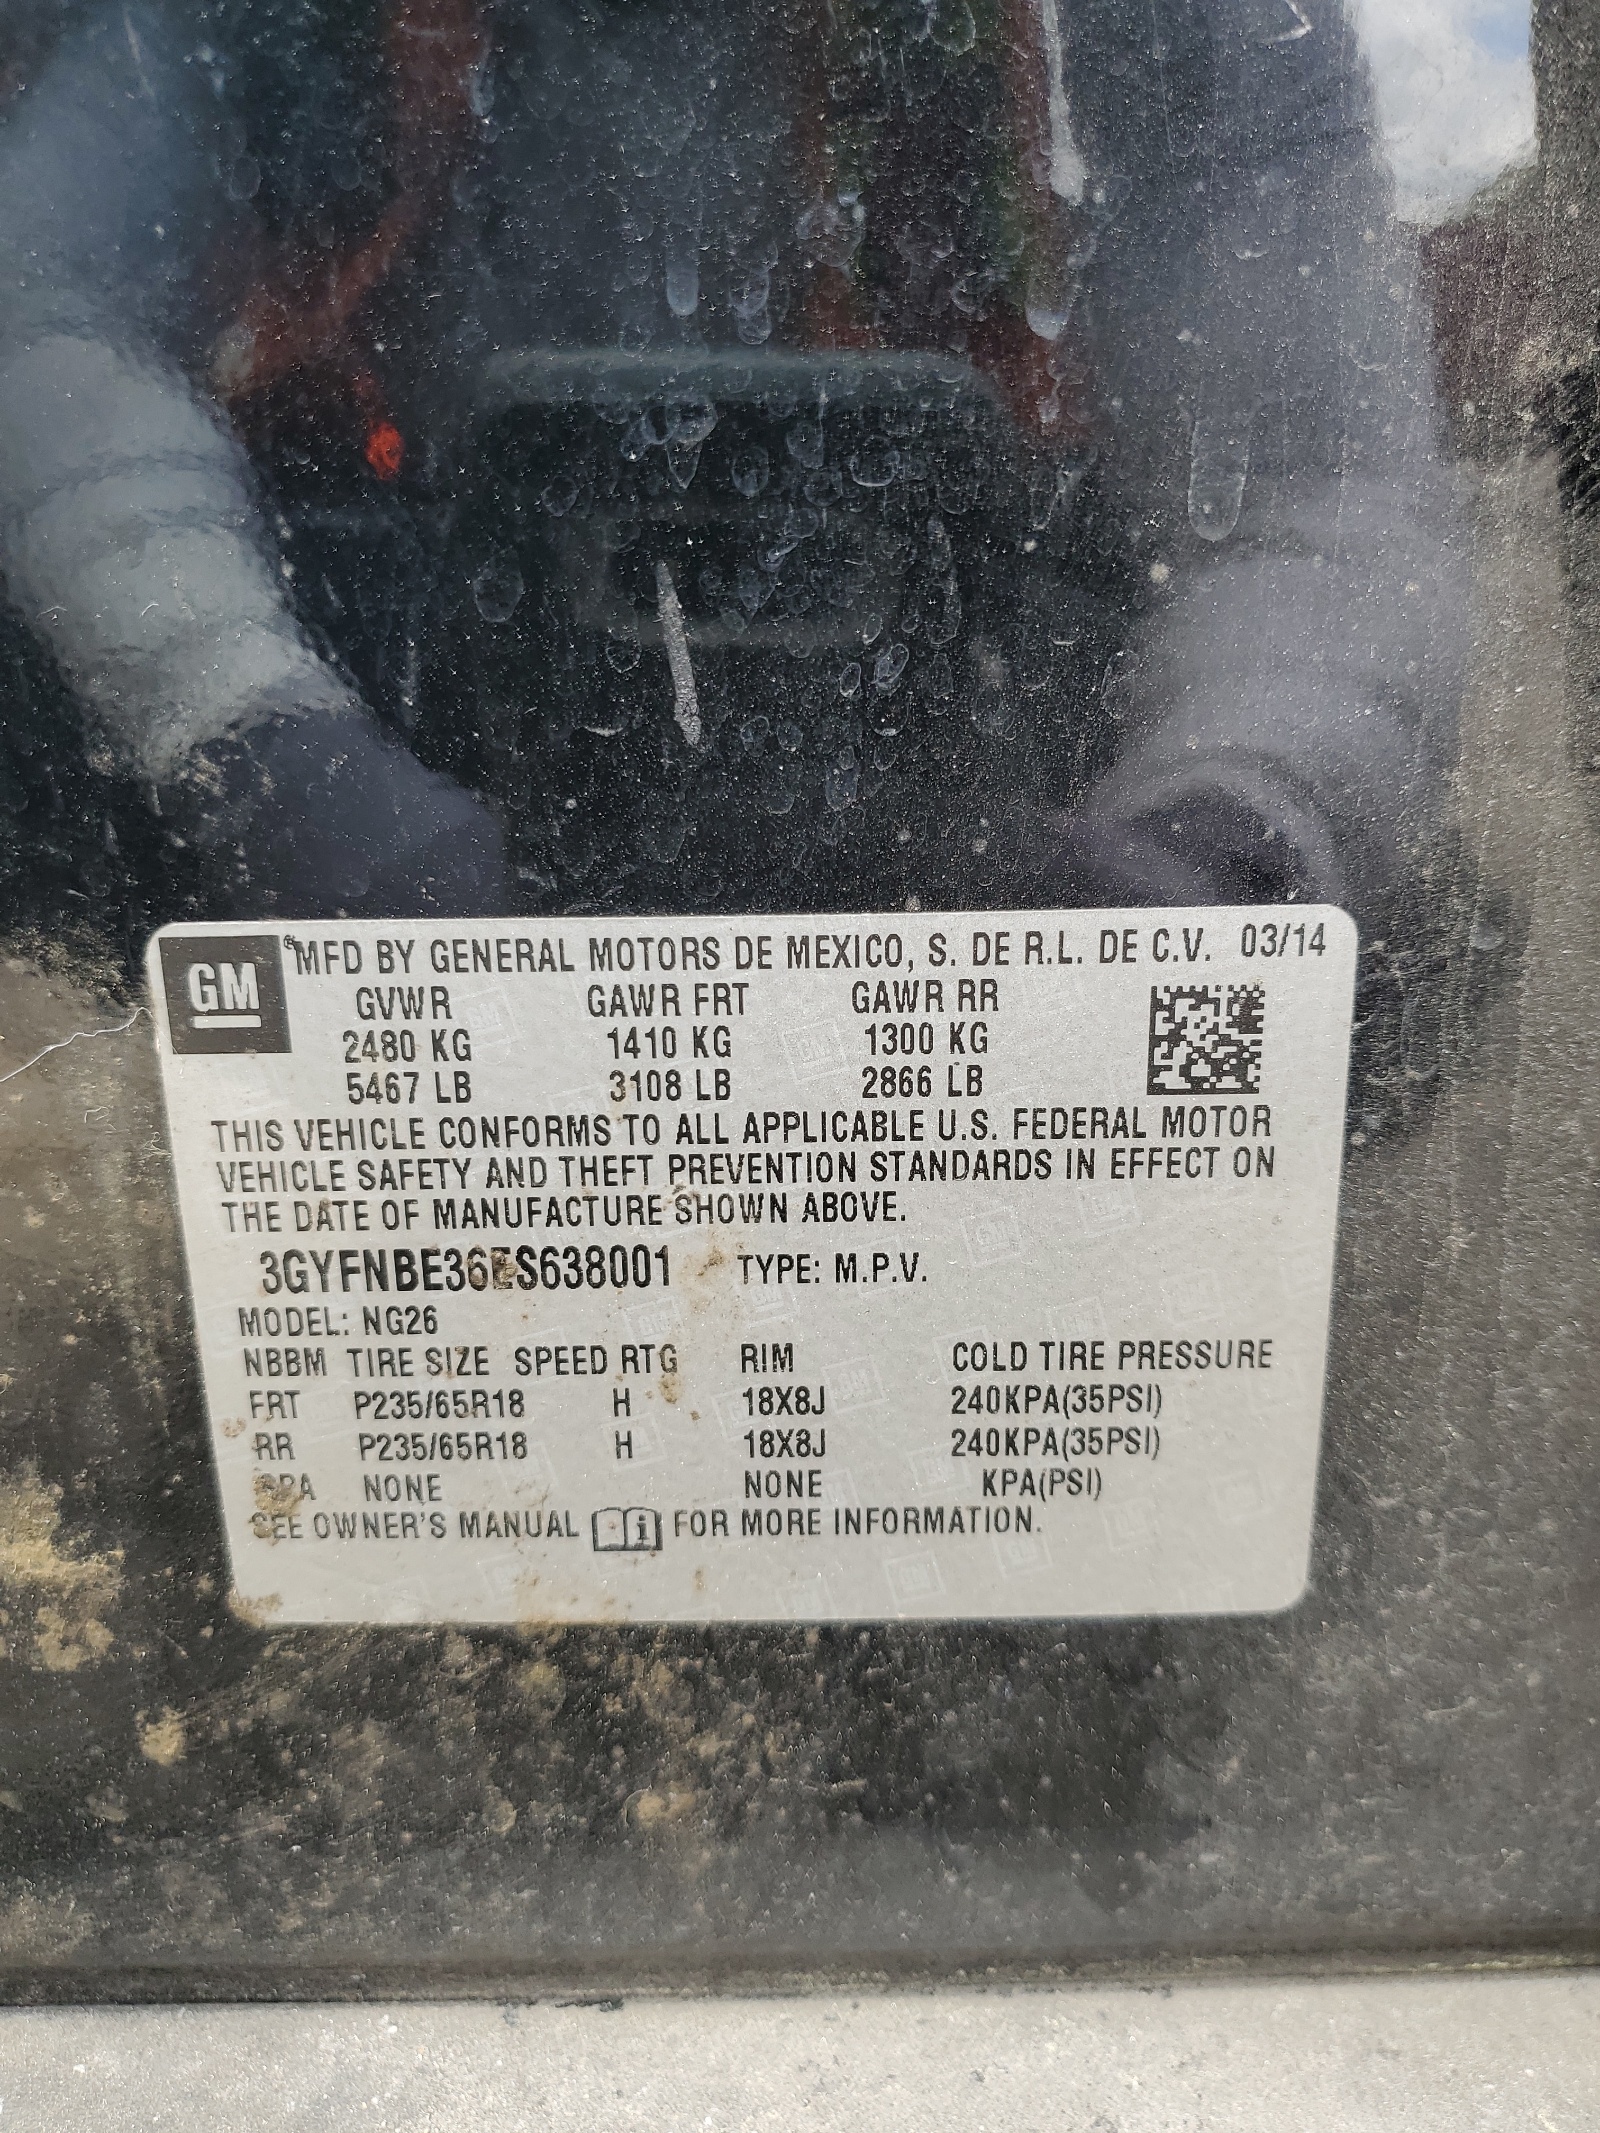 GM ® MFD BY GENERAL MOTORS DE MEXICO, S. DE R.L. DE C.V. 03/14
GVWR GAWR FRT GAWR RR
2480 KG 1410 KG 1300 KG
5467 LB 3108 LB 2866 LB
THIS VEHICLE CONFORMS TO ALL APPLICABLE U.S. FEDERAL MOTOR
VEHICLE SAFETY AND THEFT PREVENTION STANDARDS IN EFFECT ON
THE DATE OF MANUFACTURE SHOWN ABOVE.
3GYFNBE36ES638001 TYPE: M.P.V.
MODEL: NG26
NBBM TIRE SIZE SPEED RTG RIM COLD TIRE PRESSURE
FRT P235/65R18 H 18X8J 240KPA(35PSI)
RR P235/65R18 H 18X8J 240KPA(35PSI)
SPA NONE NONE KPA(PSI)
SEE OWNER'S MANUAL FOR MORE INFORMATION.